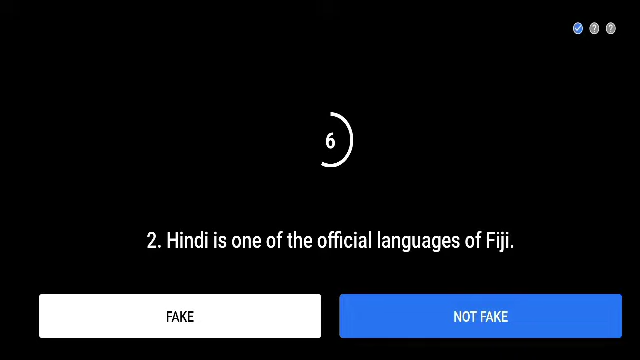 6
2. Hindi is one of the official languages of Fiji.
FAKE
NOT FAKE